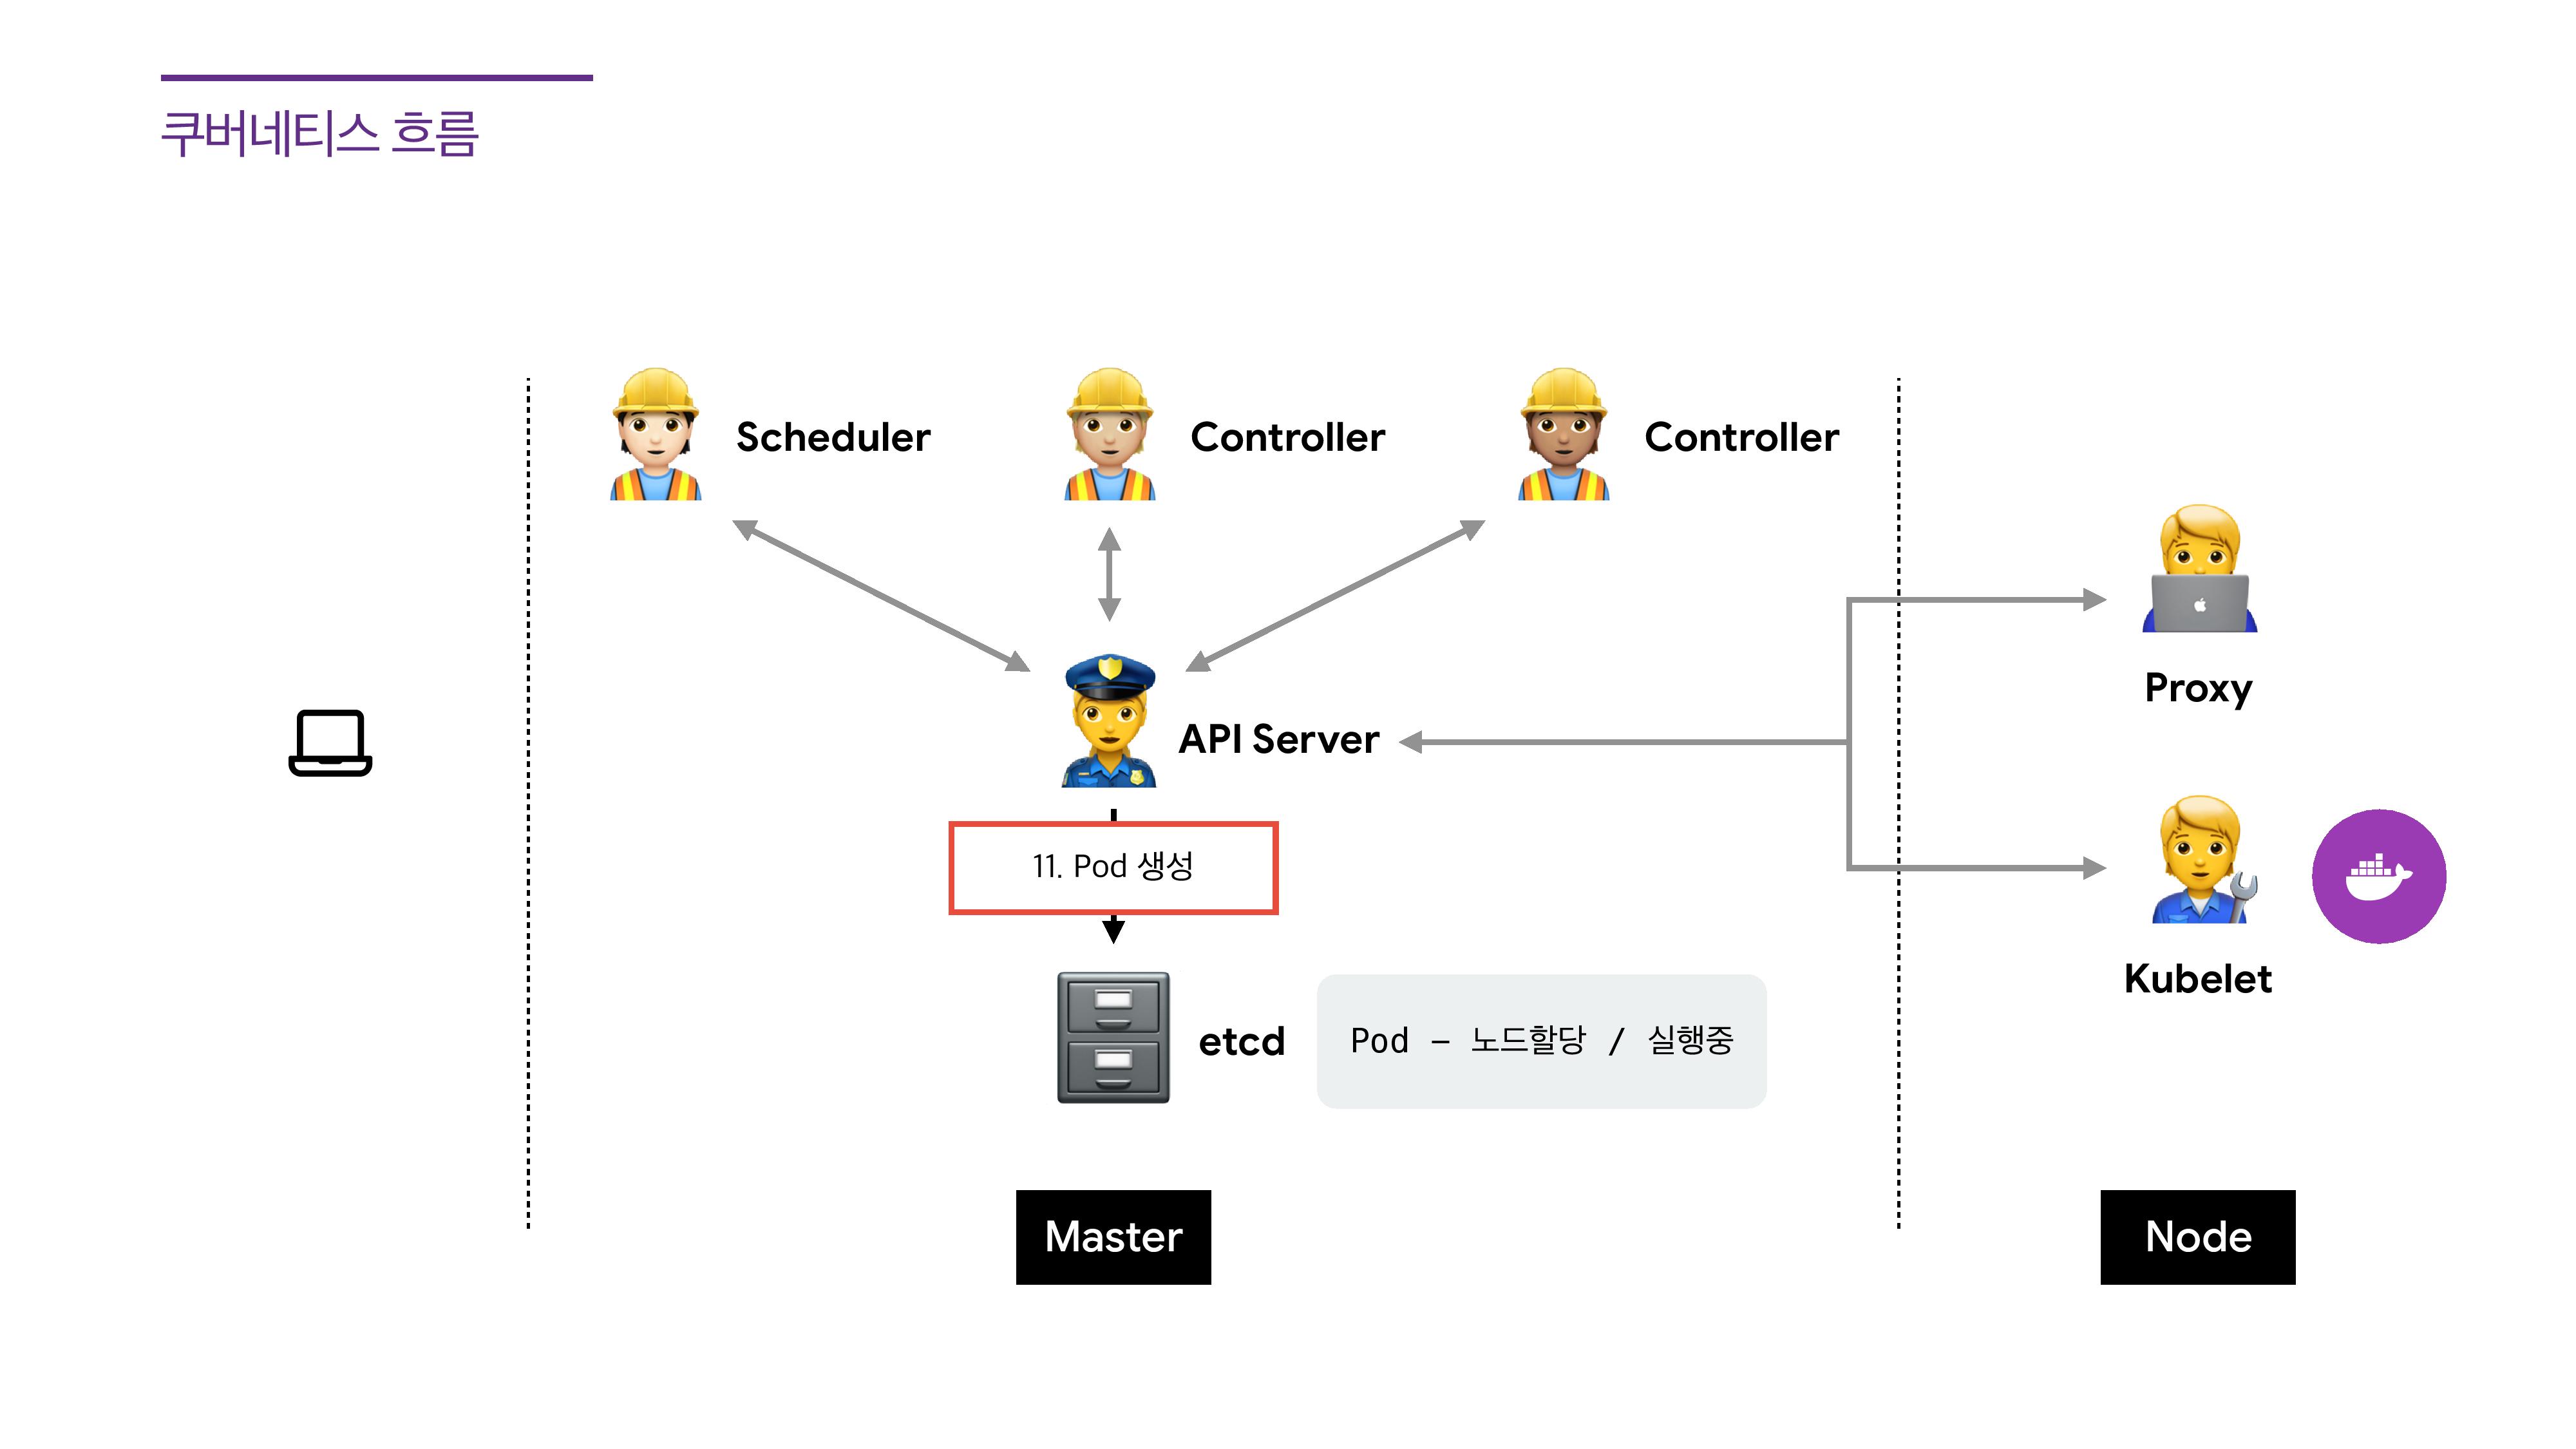 쿠버네티스 흐름
Scheduler
Controller
Controller
Proxy
API Server
11. Pod 생성
Kubelet
etcd
Pod - 노드할당 / 실행중
Master
Node